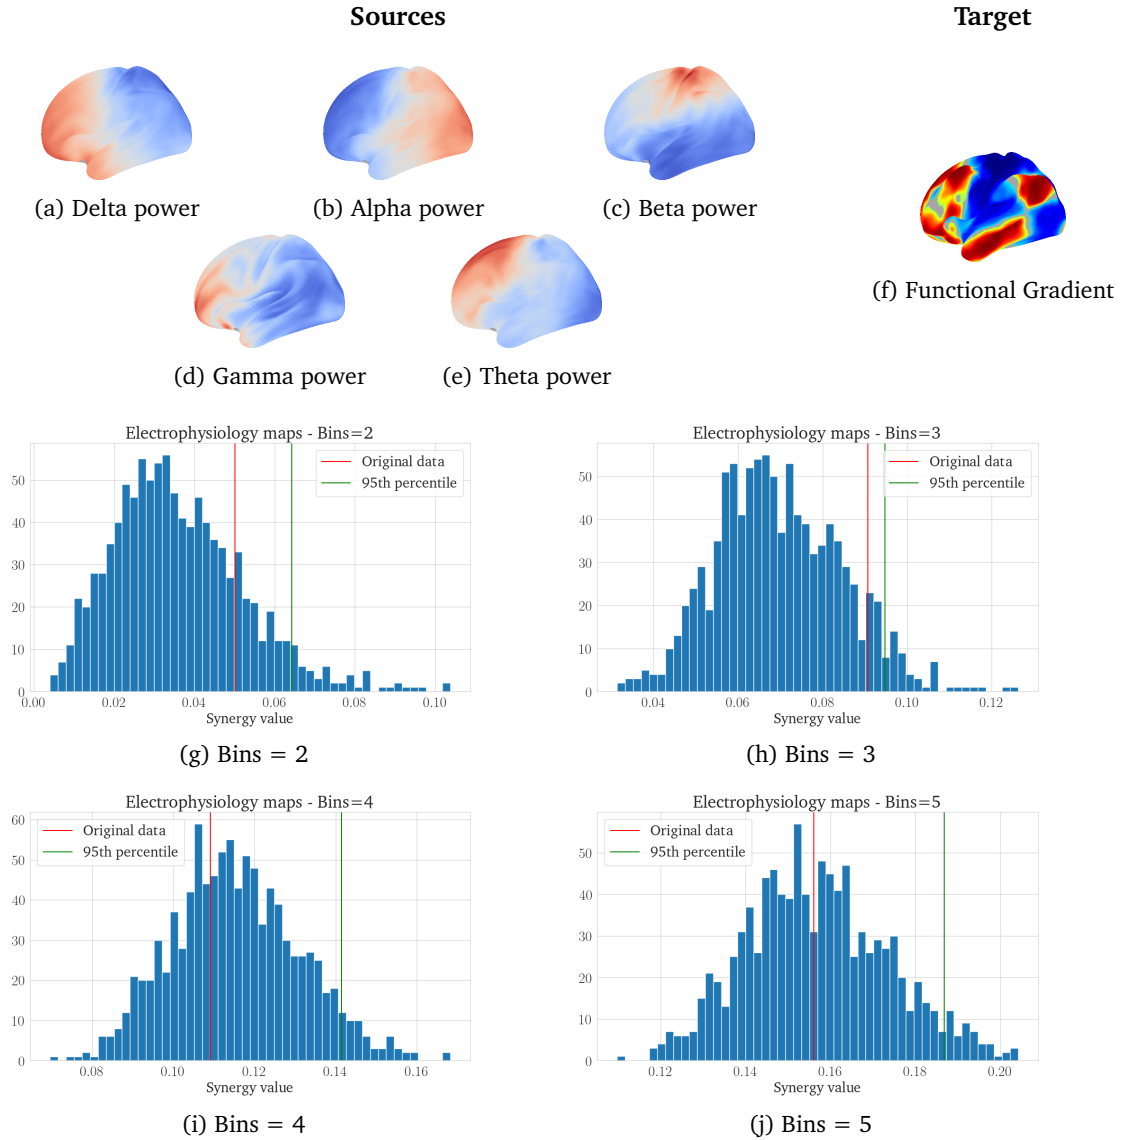 Sources
Target
(a) Delta power
(b) Alpha power
(c) Beta power
(d) Gamma power
(e) Theta power
(f) Functional Gradient
Electrophysiology maps - Bins=2
Original data
95th percentile
50
40
30
20
10
0
0.00 0.02 0.04 0.06 0.08 0.10
Synergy value
(g) Bins = 2
Electrophysiology maps - Bins=3
Original data
95th percentile
50
40
30
20
10
0
0.04 0.06 0.08 0.10 0.12
Synergy value
(h) Bins = 3
Electrophysiology maps - Bins=4
Original data
95th percentile
60
50
40
30
20
10
0
0.08 0.10 0.12 0.14 0.16
Synergy value
(i) Bins = 4
Electrophysiology maps - Bins=5
Original data
95th percentile
50
40
30
20
10
0
0.12 0.14 0.16 0.18 0.20
Synergy value
(j) Bins = 5